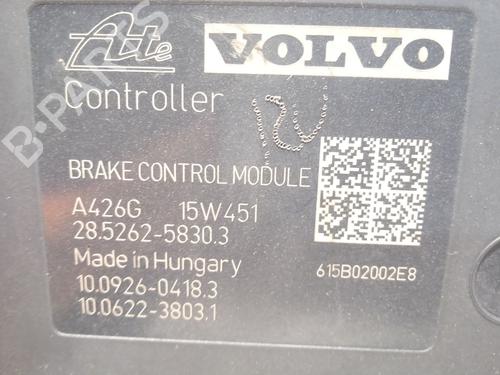 Ate VOLVO
Controller
BRAKE CONTROL MODULE
A426G 15W451
28.5262-5830.3
Made in Hungary
615B02002E8
10.0926-0418.3
10.0622-3803.1
B-PARTS